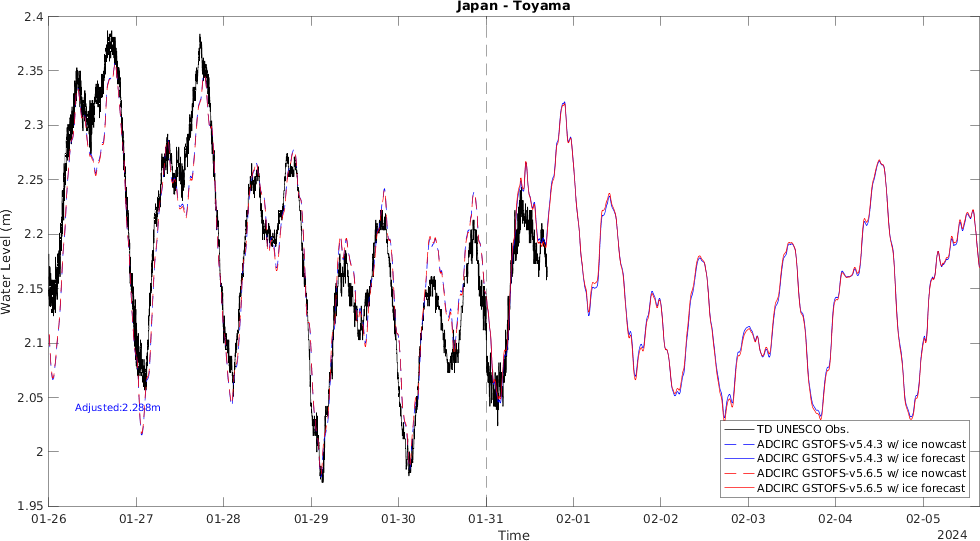 Japan - Toyama
Water Level (m)
2.4
2.35
2.3
2.25
2.2
2.15
2.1
2.05
2
1.95
Adjusted:2.288m
TD UNESCO Obs.
ADCIRC GSTOFS-v5.4.3 w/ ice nowcast
ADCIRC GSTOFS-v5.4.3 w/ ice forecast
ADCIRC GSTOFS-v5.6.5 w/ ice nowcast
ADCIRC GSTOFS-v5.6.5 w/ ice forecast
01-26 01-27 01-28 01-29 01-30 01-31 02-01 02-02 02-03 02-04 02-05
Time
2024